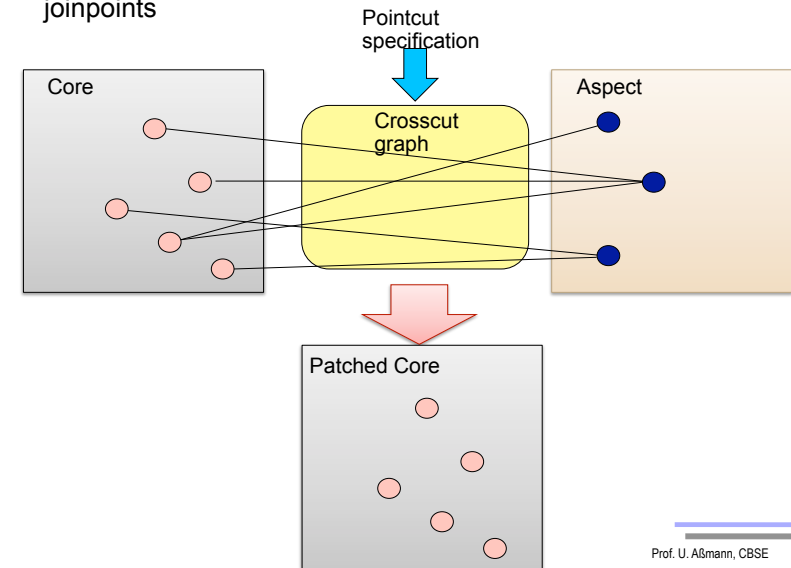 joinpoints
Pointcut
specification
Core
Crosscut
graph
Aspect
Patched Core
Prof. U. Aßmann, CBSE